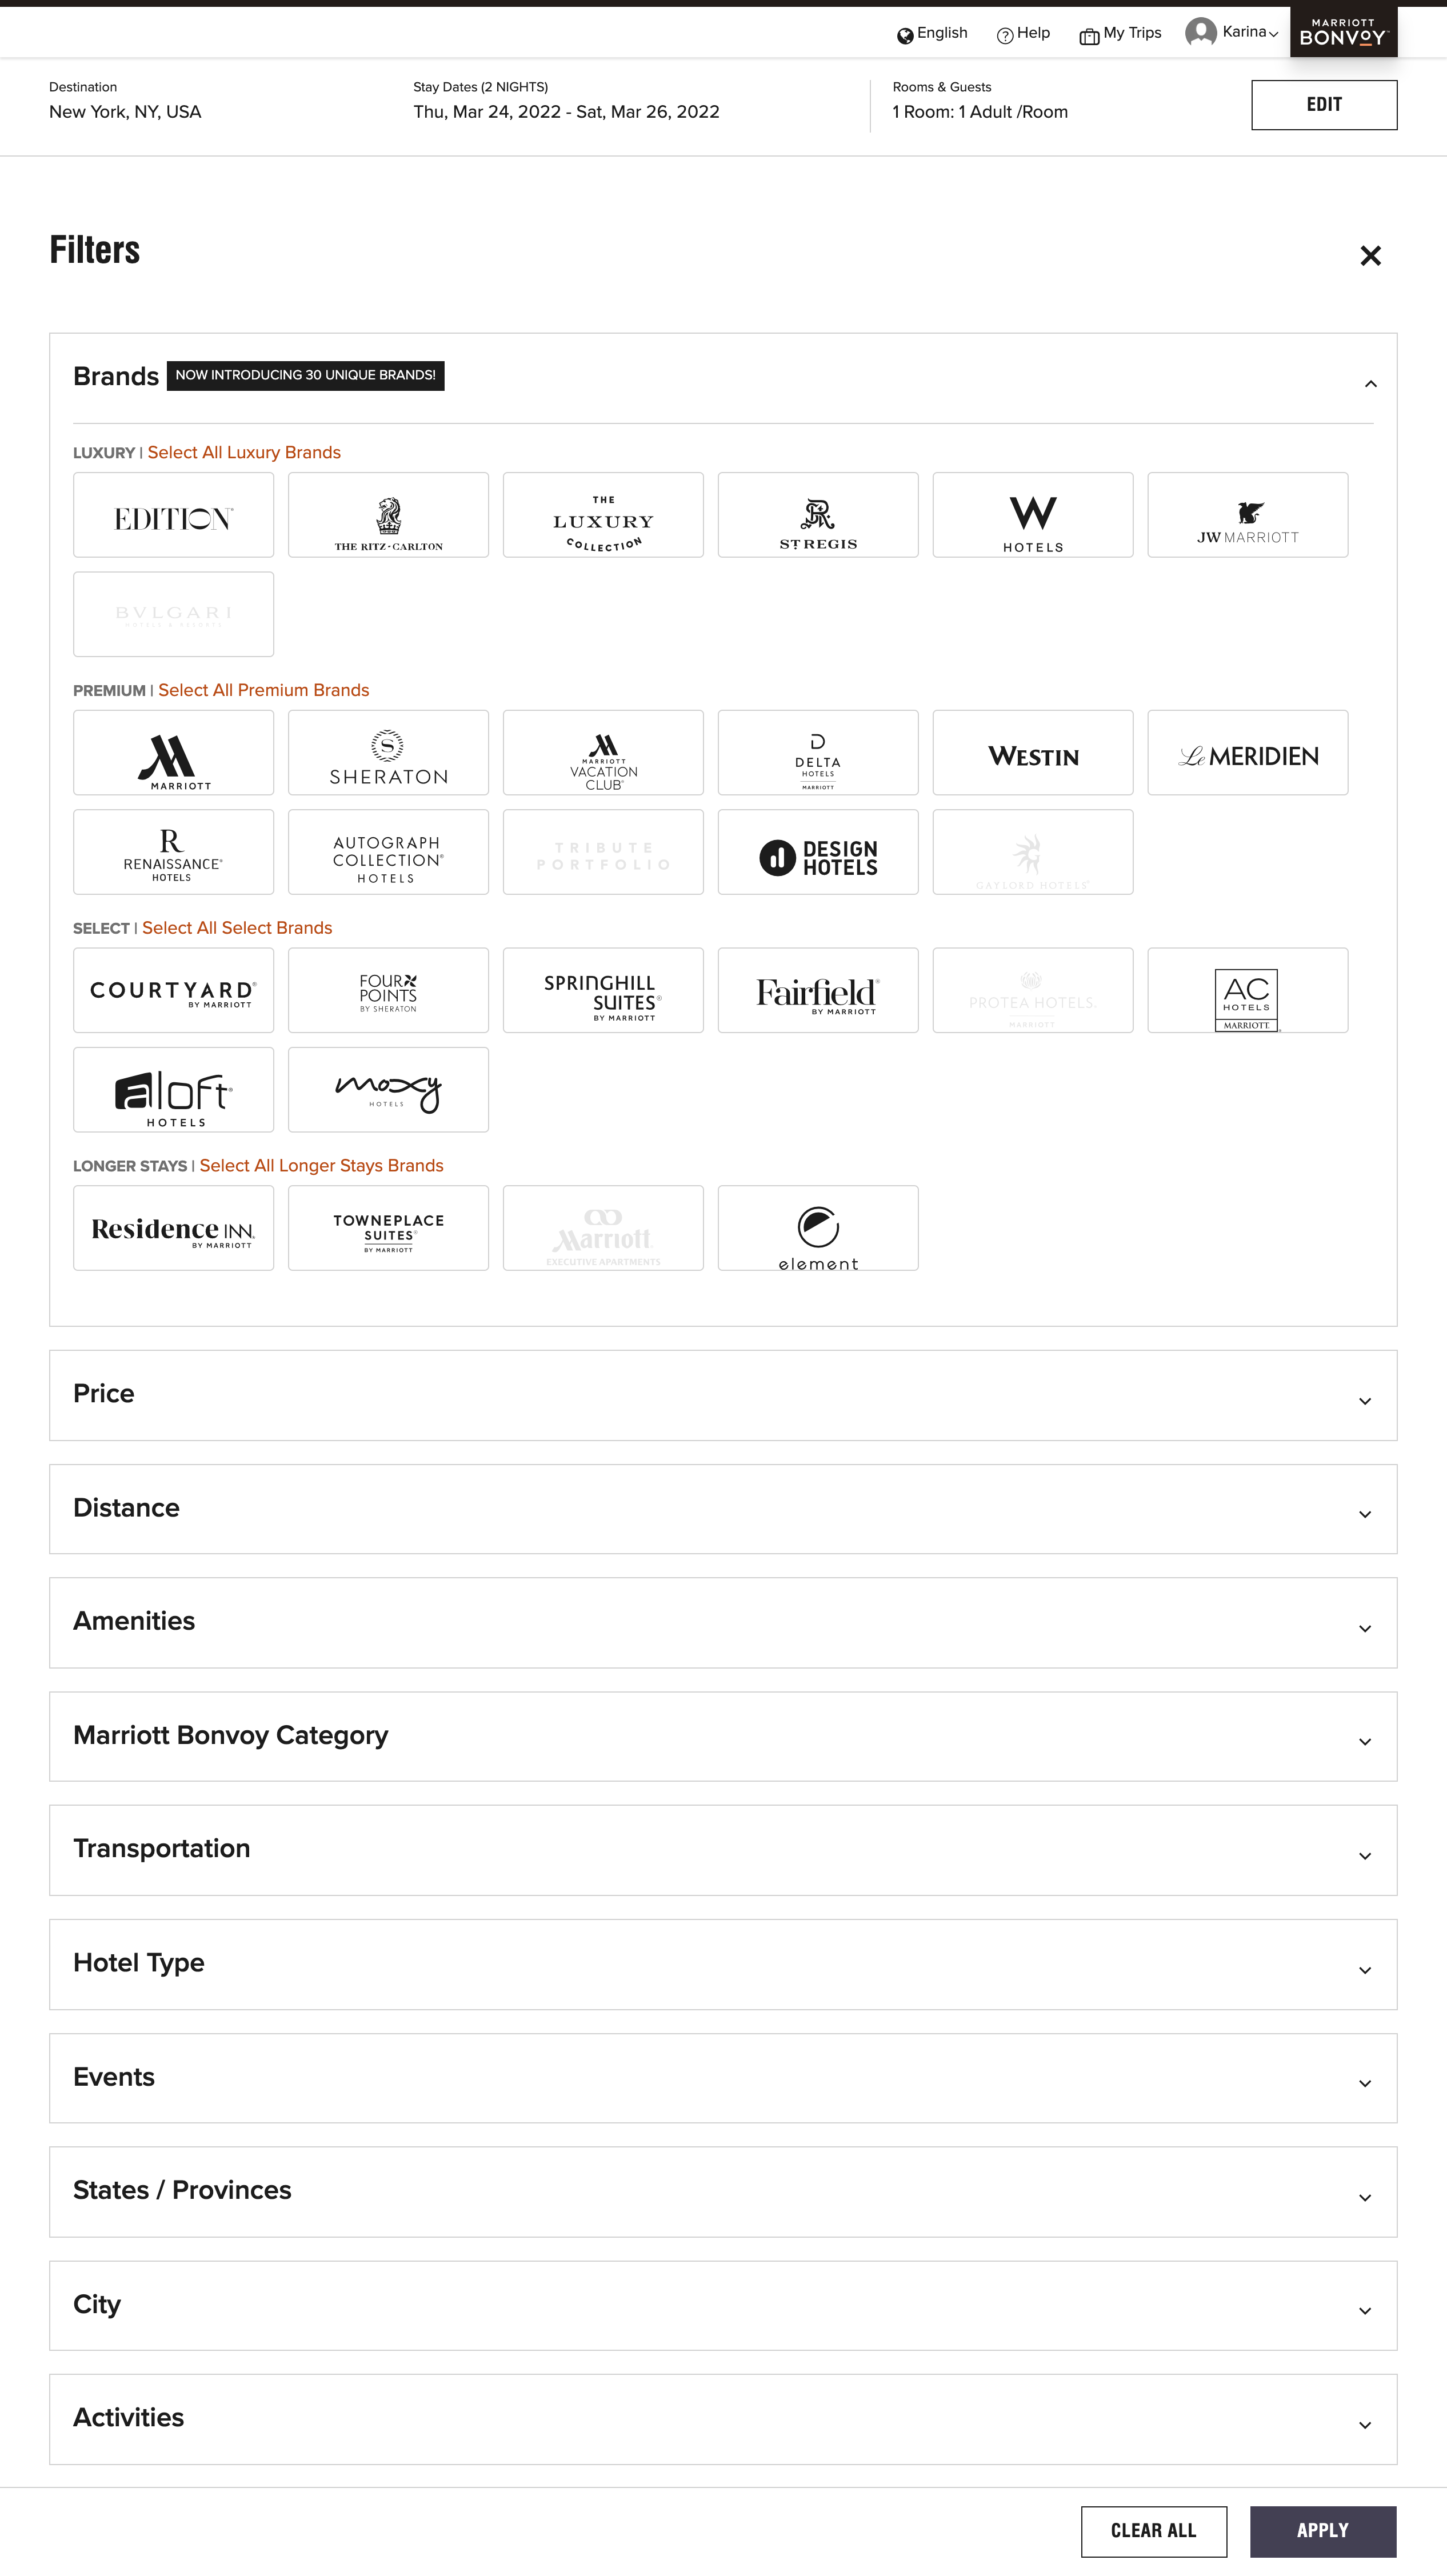 English
Help
My Trips
Karina
MARRIOTT
BONVOY
Destination
New York, NY, USA
Stay Dates (2 NIGHTS)
Thu, Mar 24, 2022 - Sat, Mar 26, 2022
Rooms & Guests
1 Room: 1 Adult /Room
EDIT
Filters
Brands
NOW INTRODUCING 30 UNIQUE BRANDS!
LUXURY | Select All Luxury Brands
EDITION
THE RITZ-CARLTON
THE
LUXURY
COLLECTION
ST REGIS
W
HOTELS
JW MARRIOTT
BVLGARI
HOTELS & RESORTS
PREMIUM | Select All Premium Brands
MARRIOTT
S
SHERATON
MARRIOTT
VACATION
CLUB
D
DELTA
HOTELS
MARRIOTT
WESTIN
Le MERIDIEN
R
RENAISSANCE®
HOTELS
AUTOGRAPH
COLLECTION®
HOTELS
TRIBUTE
PORTFOLIO
DESIGN
HOTELS
GAYLORD HOTELS®
SELECT | Select All Select Brands
COURTYARD®
BY MARRIOTT
FOUR
POINTS
BY SHERATON
SPRINGHILL
SUITES®
BY MARRIOTT
Fairfield®
BY MARRIOTT
PROTEA HOTELS.
MARRIOTT
AC
HOTELS
MARRIOTT
aloft®
HOTELS
moxy
HOTELS
LONGER STAYS | Select All Longer Stays Brands
Residence INN.
BY MARRIOTT
TOWNEPLACE
SUITES®
BY MARRIOTT
Marriott
EXECUTIVE APARTMENTS
element
Price
Distance
Amenities
Marriott Bonvoy Category
Transportation
Hotel Type
Events
States / Provinces
City
Activities
CLEAR ALL
APPLY